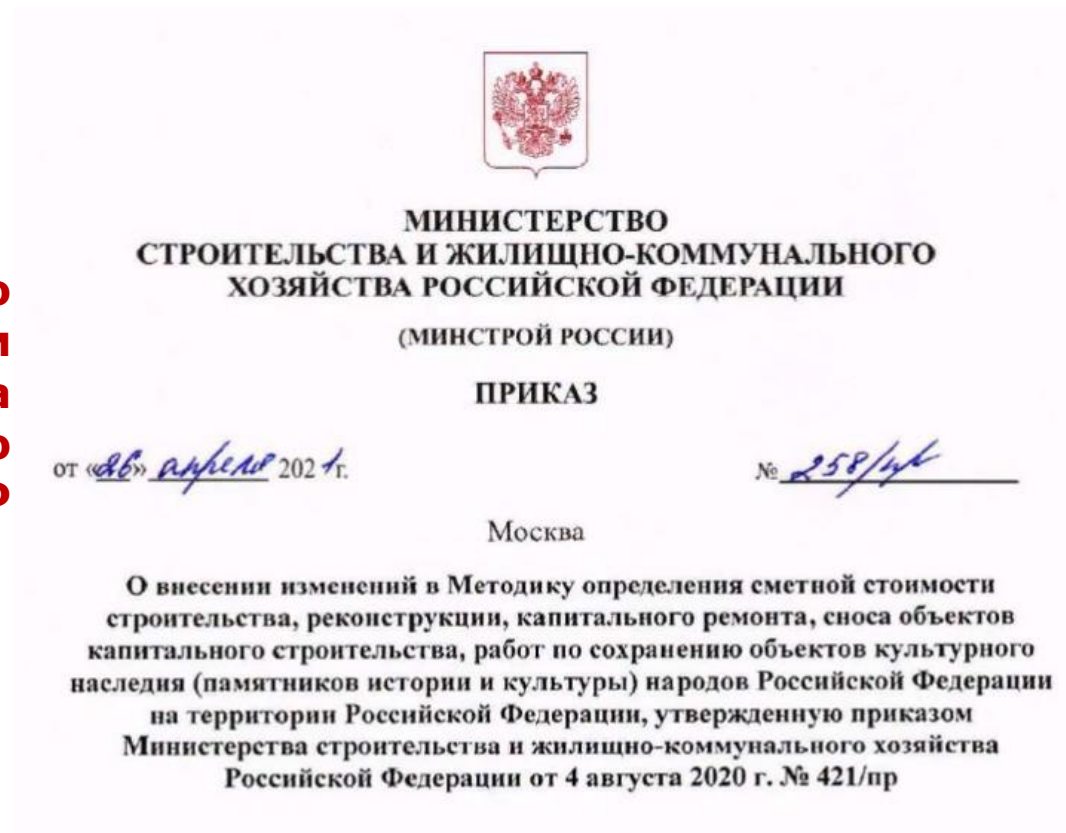 МИНИСТЕРСТВО
СТРОИТЕЛЬСТВА И ЖИЛИЩНО-КОММУНАЛЬНОГО
ХОЗЯЙСТВА РОССИЙСКОЙ ФЕДЕРАЦИИ
(МИНСТРОЙ РОССИИ)
ПРИКАЗ
от «26» апреля 2021г. № 258/пр
Москва
О внесении изменений в Методику определения сметной стоимости
строительства, реконструкции, капитального ремонта, сноса объектов
капитального строительства, работ по сохранению объектов культурного
наследия (памятников истории и культуры) народов Российской Федерации
на территории Российской Федерации, утвержденную приказом
Министерства строительства и жилищно-коммунального хозяйства
Российской Федерации от 4 августа 2020 г. № 421/пр